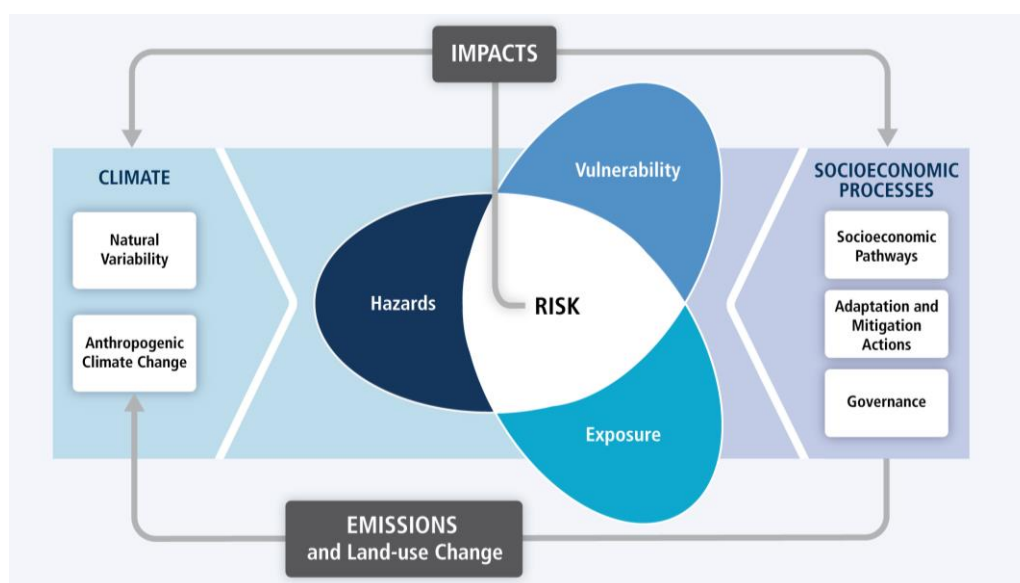 IMPACTS
CLIMATE
Natural
Variability
Anthropogenic
Climate Change
Hazards
Vulnerability
RISK
Exposure
SOCIOECONOMIC
PROCESSES
Socioeconomic
Pathways
Adaptation and
Mitigation
Actions
Governance
EMISSIONS
and Land-use Change